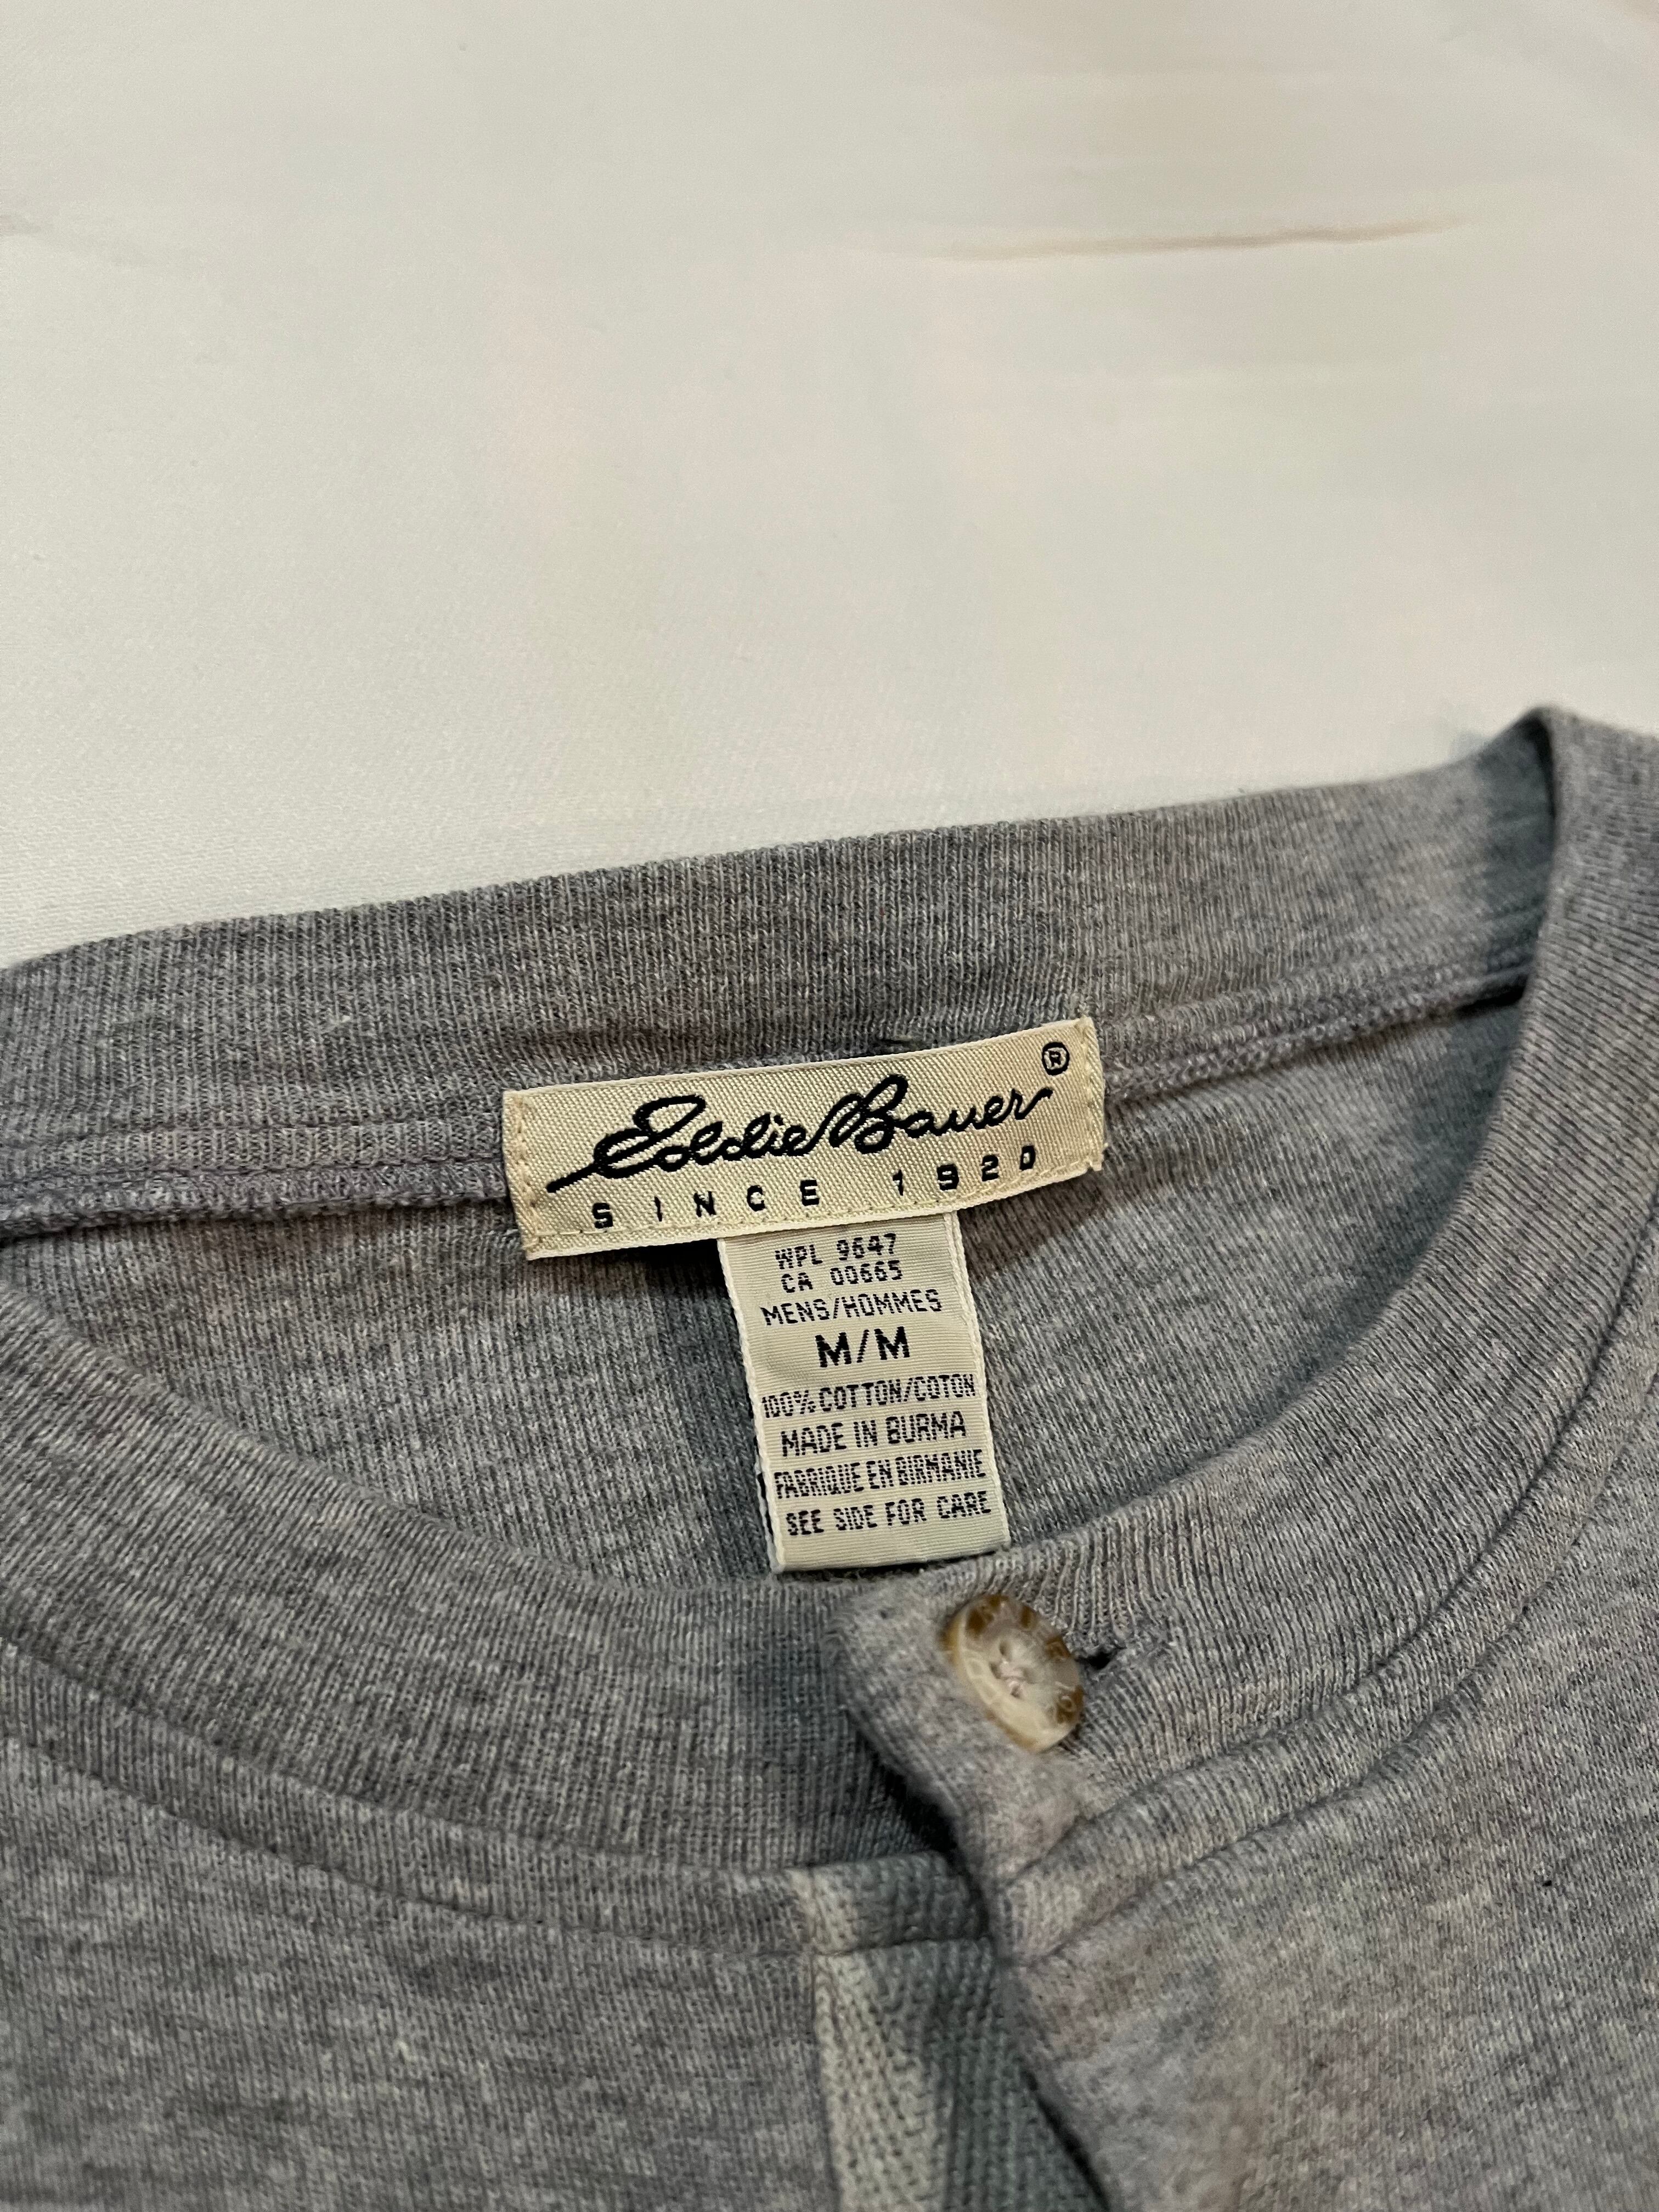 Eddie Bauer®
SINCE 1920
WPL 9647
CA 00665
MENS/HOMMES
M/M
100% COTTON/COTON
MADE IN BURMA
FABRIQUE EN BIRMANIE
SEE SIDE FOR CARE